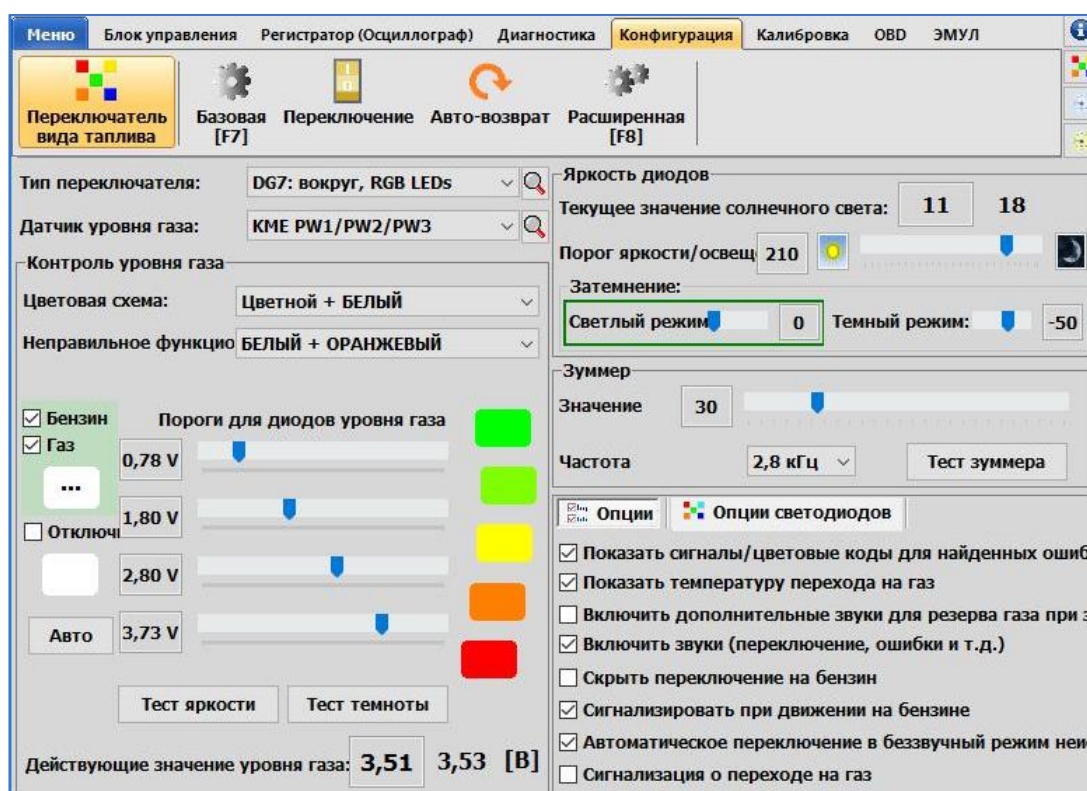 Меню Блок управления Регистратор (Осциллограф) Диагностика Конфигурация Калибровка OBD ЭМУЛ
Переключатель вида таплива
Базовая [F7]
Переключение
Авто-возврат
Расширенная [F8]
Тип переключателя: DG7: вокруг, RGB LEDs
Датчик уровня газа: KME PW1/PW2/PW3
Контроль уровня газа
Цветовая схема: Цветной + БЕЛЫЙ
Неправильное функцио БЕЛЫЙ + ОРАНЖЕВЫЙ
Бензин
Газ
...
Отключ
Авто
Пороги для диодов уровня газа
0,78 V
1,80 V
2,80 V
3,73 V
Тест яркости Тест темноты
Действующие значение уровня газа: 3,51 3,53 [В]
Яркость диодов
Текущее значение солнечного света: 11 18
Порог яркости/освещ 210
Затемнение:
Светлый режим 0 Темный режим: -50
Зуммер
Значение 30
Частота 2,8 кГц Тест зуммера
Опции Опции светодиодов
Показать сигналы/цветовые коды для найденных ошиб
Показать температуру перехода на газ
Включить дополнительные звуки для резерва газа при з
Включить звуки (переключение, ошибки и т.д.)
Скрыть переключение на бензин
Сигнализировать при движении на бензине
Автоматическое переключение в беззвучный режим неи
Сигнализация о переходе на газ